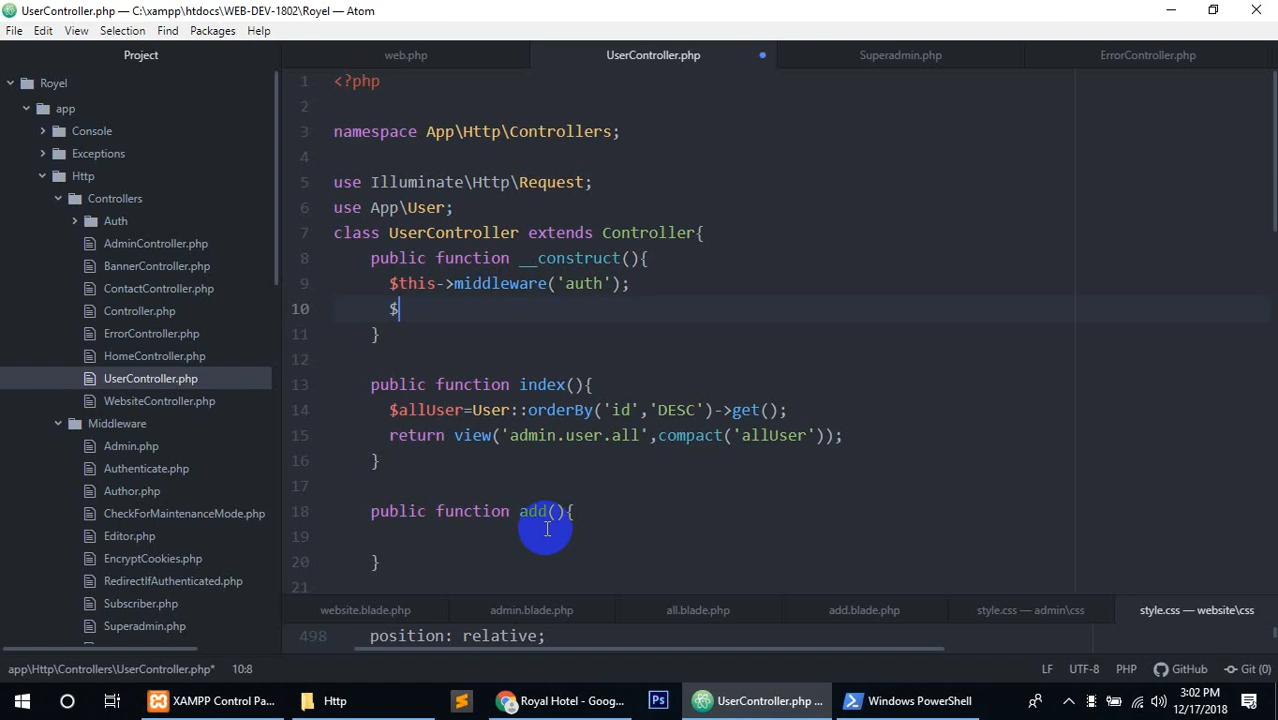 UserController.php — C:\xampp\htdocs\WEB-DEV-1802\Royel — Atom
File Edit View Selection Find Packages Help
Project
web.php
UserController.php
Superadmin.php
ErrorController.php
Royel
app
Console
Exceptions
Http
Controllers
Auth
AdminController.php
BannerController.php
ContactController.php
Controller.php
ErrorController.php
HomeController.php
UserController.php
WebsiteController.php
Middleware
Admin.php
Authenticate.php
Author.php
CheckForMaintenanceMode.php
Editor.php
EncryptCookies.php
RedirectIfAuthenticated.php
Subscriber.php
Superadmin.php
1 <?php
2
3 namespace App\Http\Controllers;
4
5 use Illuminate\Http\Request;
6 use App\User;
7 class UserController extends Controller{
8 public function __construct(){
9 $this->middleware('auth');
10 $
11 }
12
13 public function index(){
14 $allUser=User::orderBy('id','DESC')->get();
15 return view('admin.user.all',compact('allUser'));
16 }
17
18 public function add(){
19
20 }
21
website.blade.php
admin.blade.php
all.blade.php
add.blade.php
style.css — admin\css
style.css — website\css
498 position: relative;
app\Http\Controllers\UserController.php* 10:8
LF UTF-8 PHP GitHub Git (0)
XAMPP Control Pa...
Http
Royal Hotel - Goog...
Ps
UserController.php ...
Windows PowerShell
3:02 PM
12/17/2018